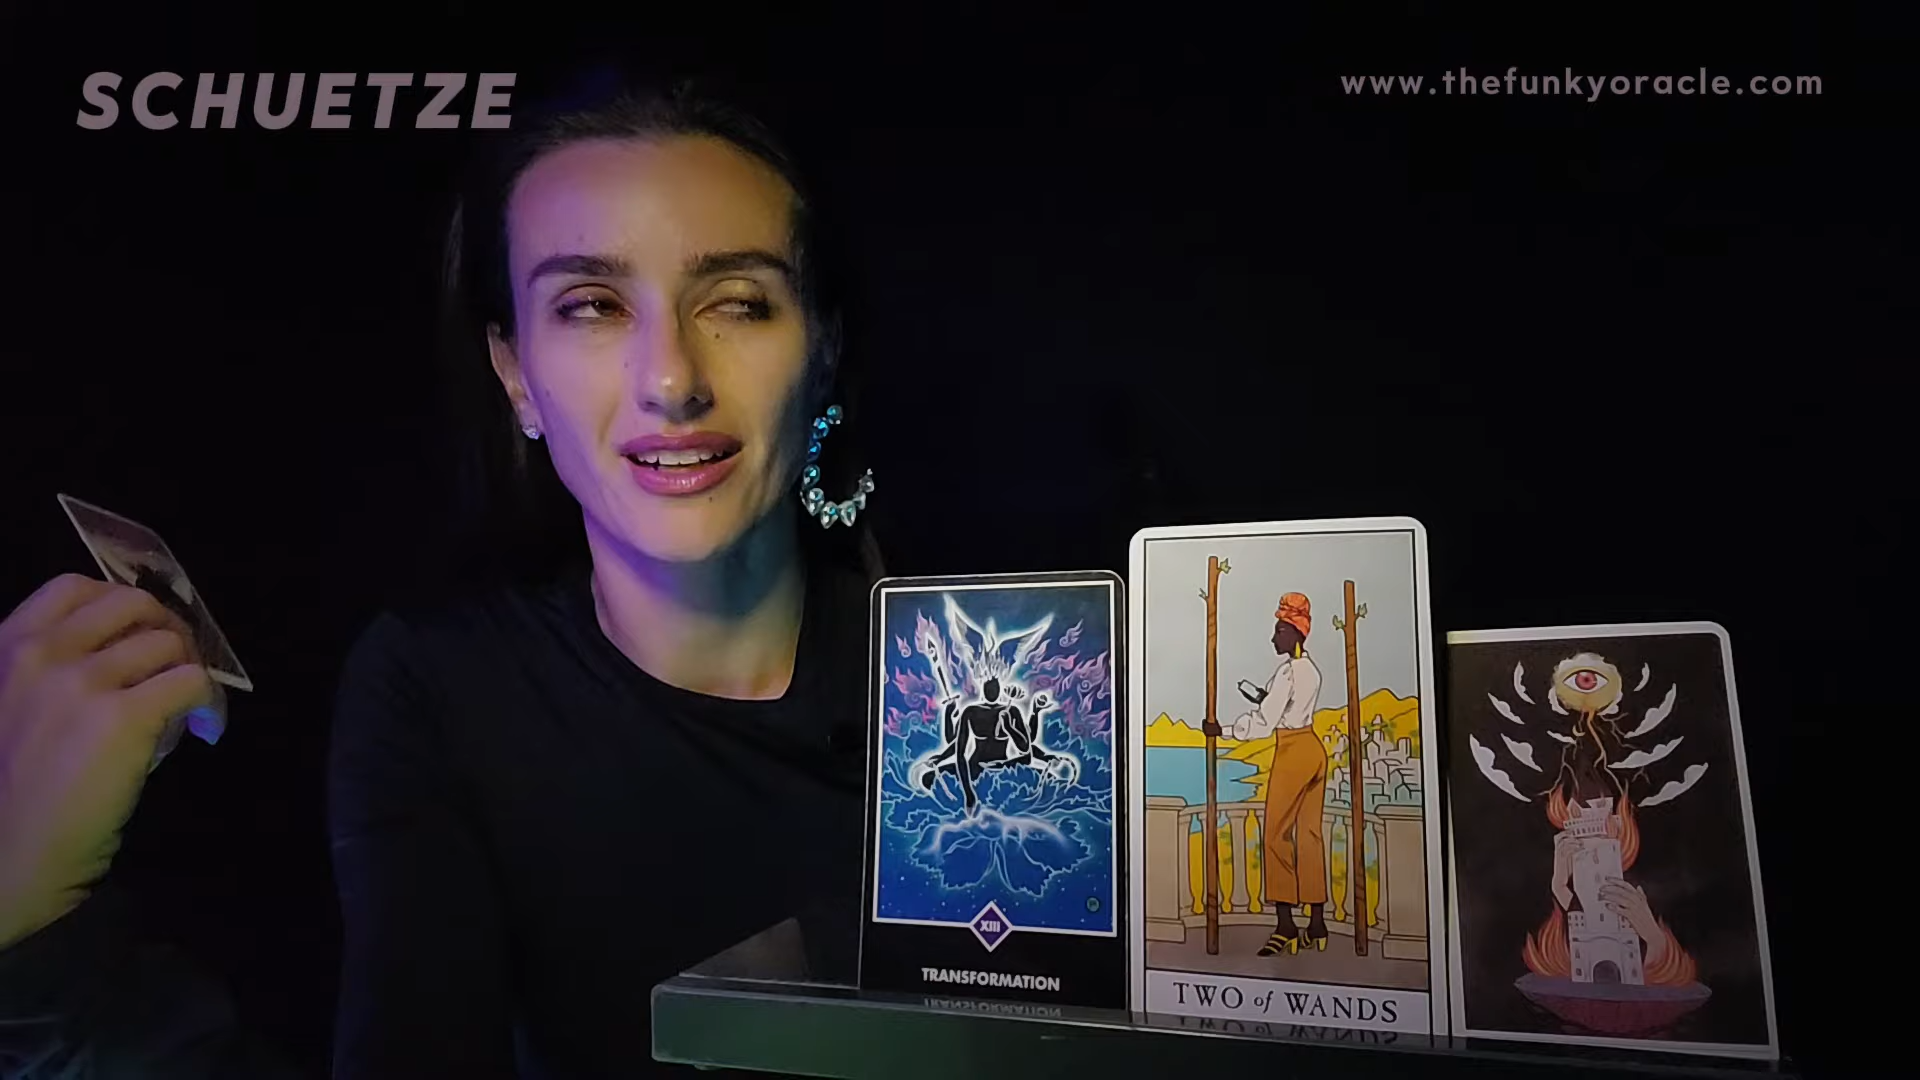 SCHUETZE
www.thefunkyoracle.com
XIII
TRANSFORMATION
TWO of WANDS